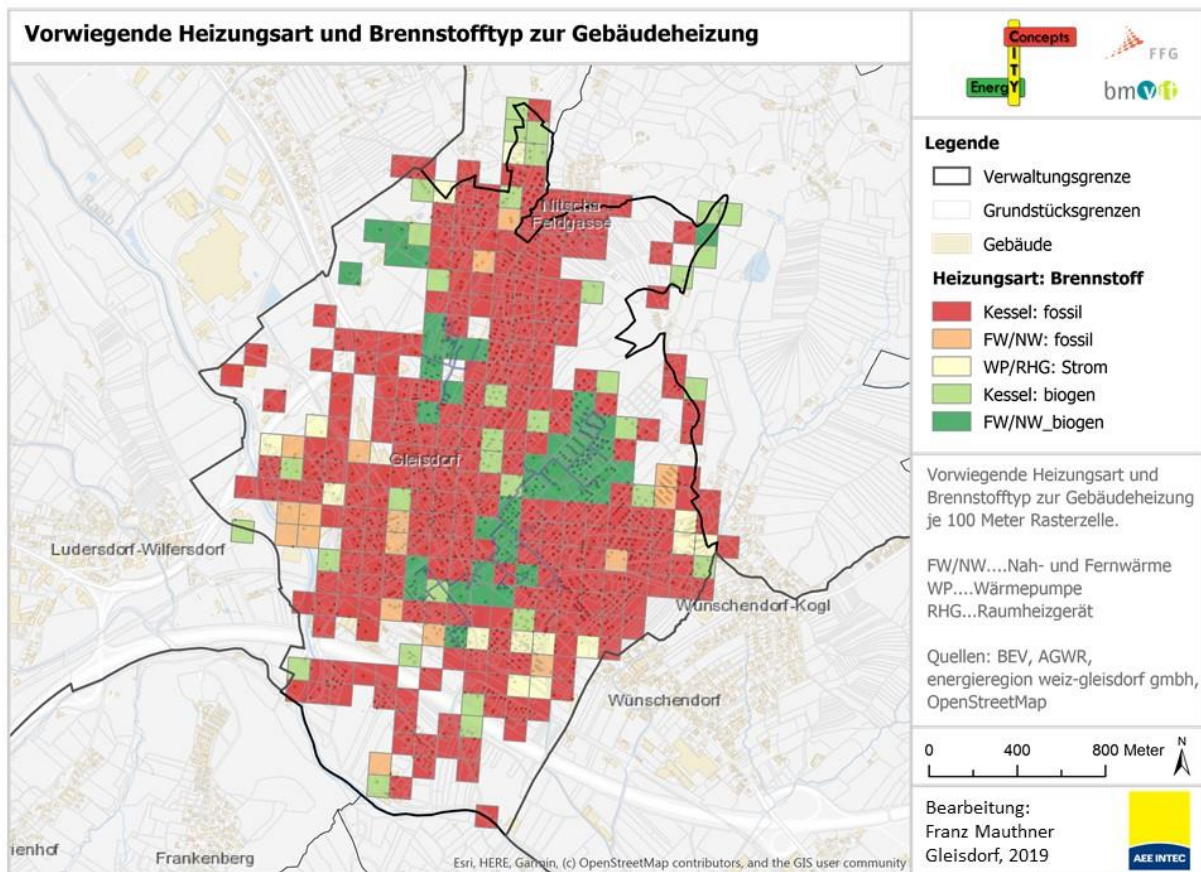 Vorwiegende Heizungsart und Brennstofftyp zur Gebäudeheizung
Concepts
CITY
Energy
FFG
bmvit
Legende
Verwaltungsgrenze
Grundstücksgrenzen
Gebäude
Heizungsart: Brennstoff
Kessel: fossil
FW/NW: fossil
WP/RHG: Strom
Kessel: biogen
FW/NW_biogen
Vorwiegende Heizungsart und
Brennstofftyp zur Gebäudeheizung
je 100 Meter Rasterzelle.
FW/NW....Nah- und Fernwärme
WP....Wärmepumpe
RHG...Raumheizgerät
Quellen: BEV, AGWR,
energieregion weiz-gleisdorf gmbh,
OpenStreetMap
0 400 800 Meter
N
Bearbeitung:
Franz Mauthner
Gleisdorf, 2019
AEE INTEC
Raab
Nitscha
Feldgasse
Gleisdorf
Ludersdorf-Wilfersdorf
Wünschendorf-Kogl
Wünschendorf
ienhof
Frankenberg
Esri, HERE, Garmin, (c) OpenStreetMap contributors, and the GIS user community